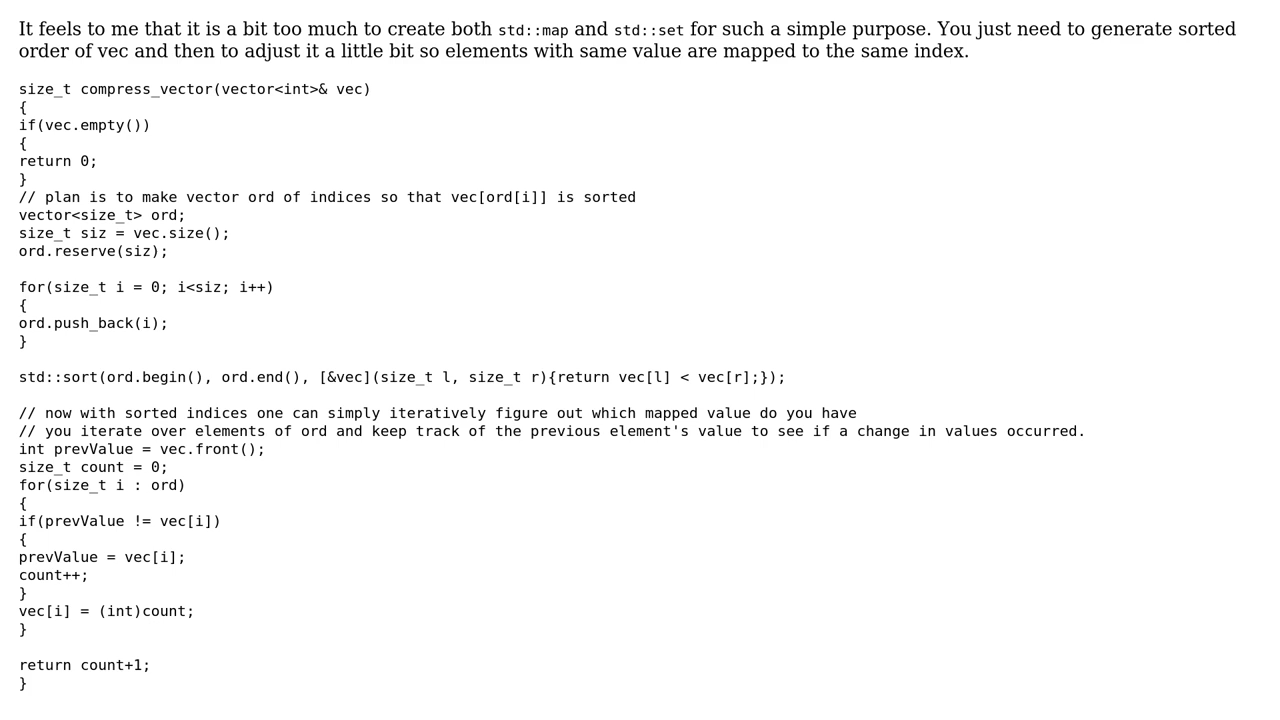 It feels to me that it is a bit too much to create both std::map and std::set for such a simple purpose. You just need to generate sorted
order of vec and then to adjust it a little bit so elements with same value are mapped to the same index.
size_t compress_vector(vector<int>& vec)
{
if(vec.empty())
{
return 0;
}
// plan is to make vector ord of indices so that vec[ord[i]] is sorted
vector<size_t> ord;
size_t siz = vec.size();
ord.reserve(siz);
for(size_t i = 0; i<siz; i++)
{
ord.push_back(i);
}
std::sort(ord.begin(), ord.end(), [&vec](size_t l, size_t r){return vec[l] < vec[r];});
// now with sorted indices one can simply iteratively figure out which mapped value do you have
// you iterate over elements of ord and keep track of the previous element's value to see if a change in values occurred.
int prevValue = vec.front();
size_t count = 0;
for(size_t i : ord)
{
if(prevValue != vec[i])
{
prevValue = vec[i];
count++;
}
vec[i] = (int)count;
}
return count+1;
}